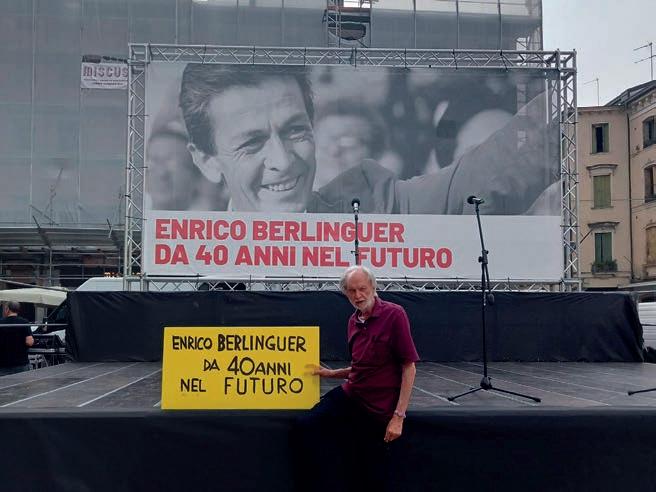 MISCUS
ENRICO BERLINGUER
DA 40 ANNI NEL FUTURO
ENRICO BERLINGUER
DA 40 ANNI
NEL FUTURO